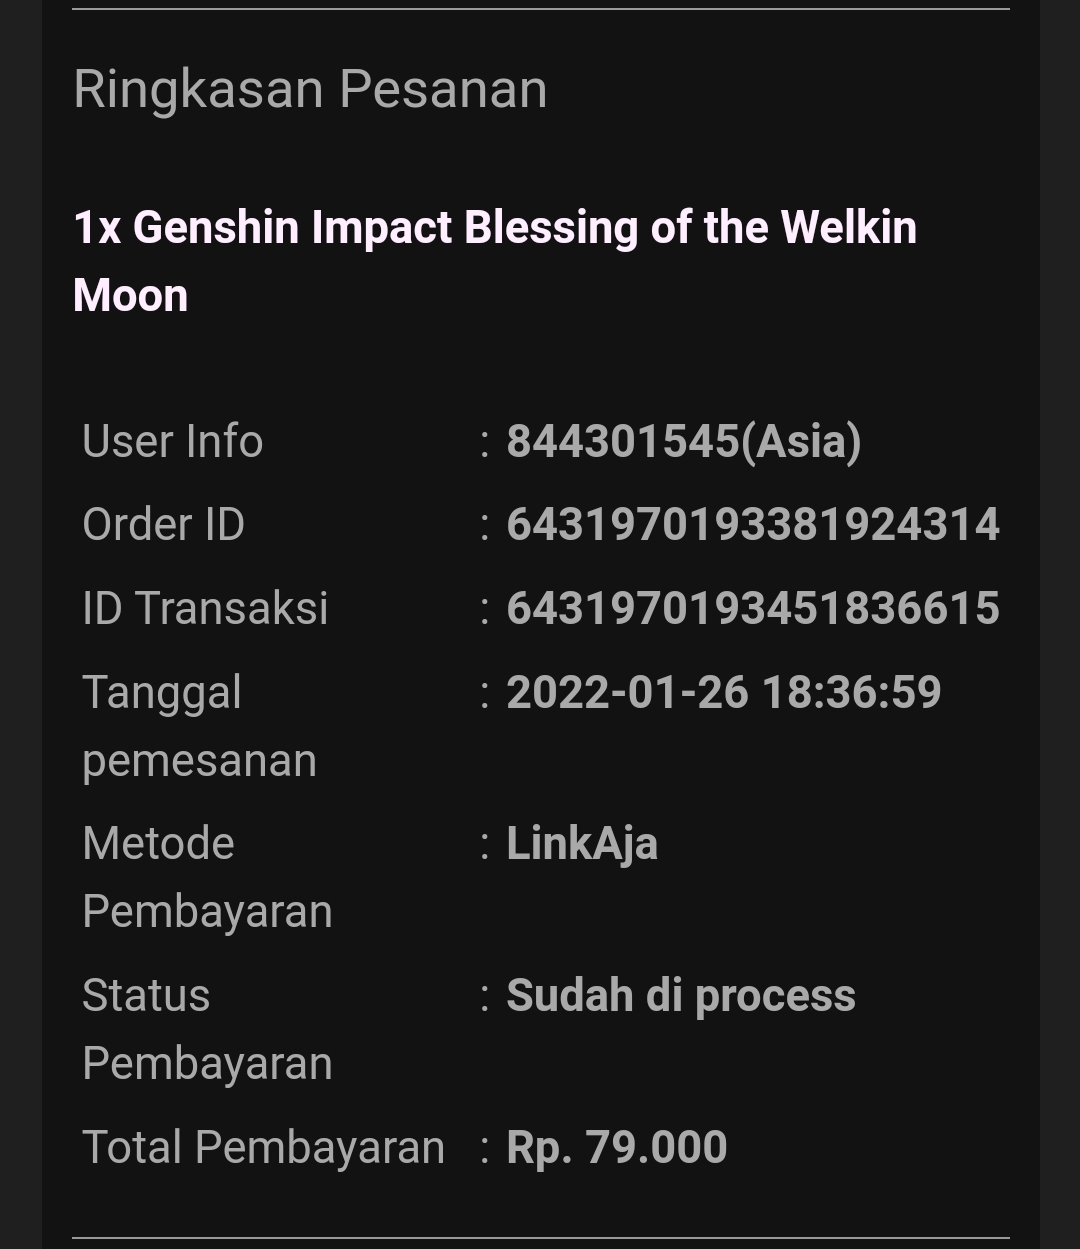 Ringkasan Pesanan
1x Genshin Impact Blessing of the Welkin
Moon
User Info : 844301545(Asia)
Order ID : 6431970193381924314
ID Transaksi : 6431970193451836615
Tanggal : 2022-01-26 18:36:59
pemesanan
Metode : LinkAja
Pembayaran
Status : Sudah di process
Pembayaran
Total Pembayaran : Rp. 79.000